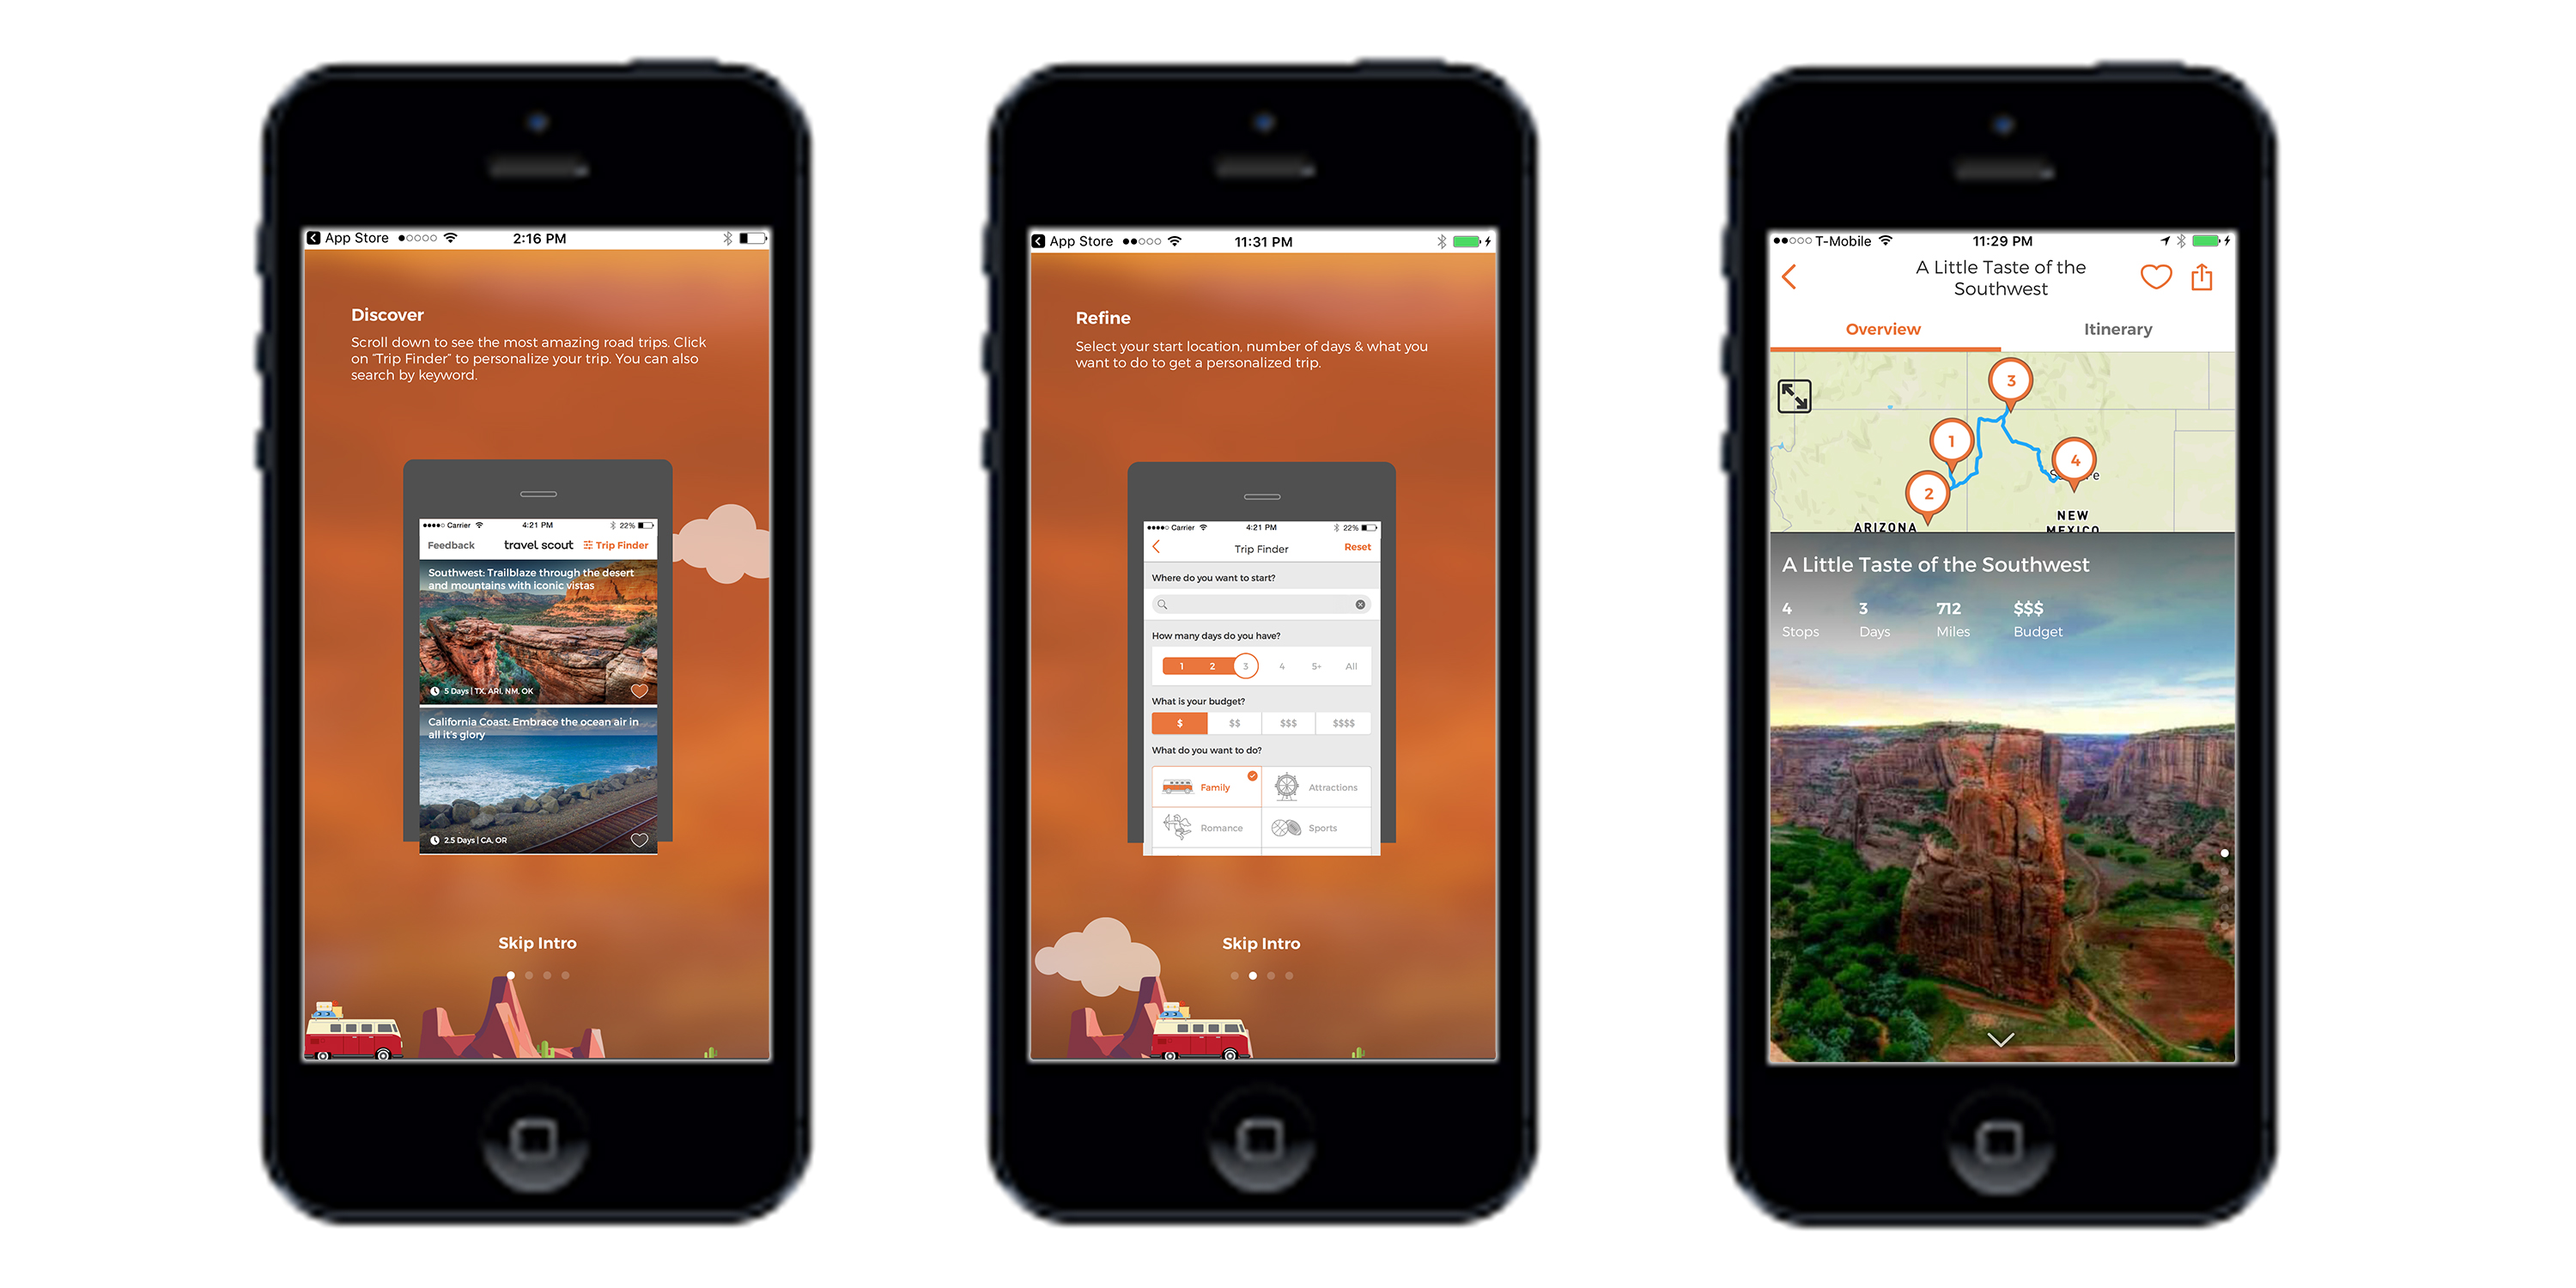 App Store
2:16 PM
Discover
Scroll down to see the most amazing road trips. Click
on "Trip Finder" to personalize your trip. You can also
search by keyword.
Carrier
4:21 PM
22%
Feedback
travel scout
Trip Finder
Southwest: Trailblaze through the desert
and mountains with iconic vistas
5 Days | TX, ARI, NM, OK
California Coast: Embrace the ocean air in
all it's glory
2.5 Days | CA, OR
Skip Intro
App Store
11:31 PM
Refine
Select your start location, number of days & what you
want to do to get a personalized trip.
Carrier
4:21 PM
22%
Trip Finder
Reset
Where do you want to start?
How many days do you have?
1 2 3 4 5+ All
What is your budget?
$ $$ $$$ $$$$
What do you want to do?
Family
Attractions
Romance
Sports
Skip Intro
T-Mobile
11:29 PM
A Little Taste of the
Southwest
Overview
Itinerary
3
1
4
2
ARIZONA
NEW
MEXICO
A Little Taste of the Southwest
4 3 712 $$$
Stops Days Miles Budget